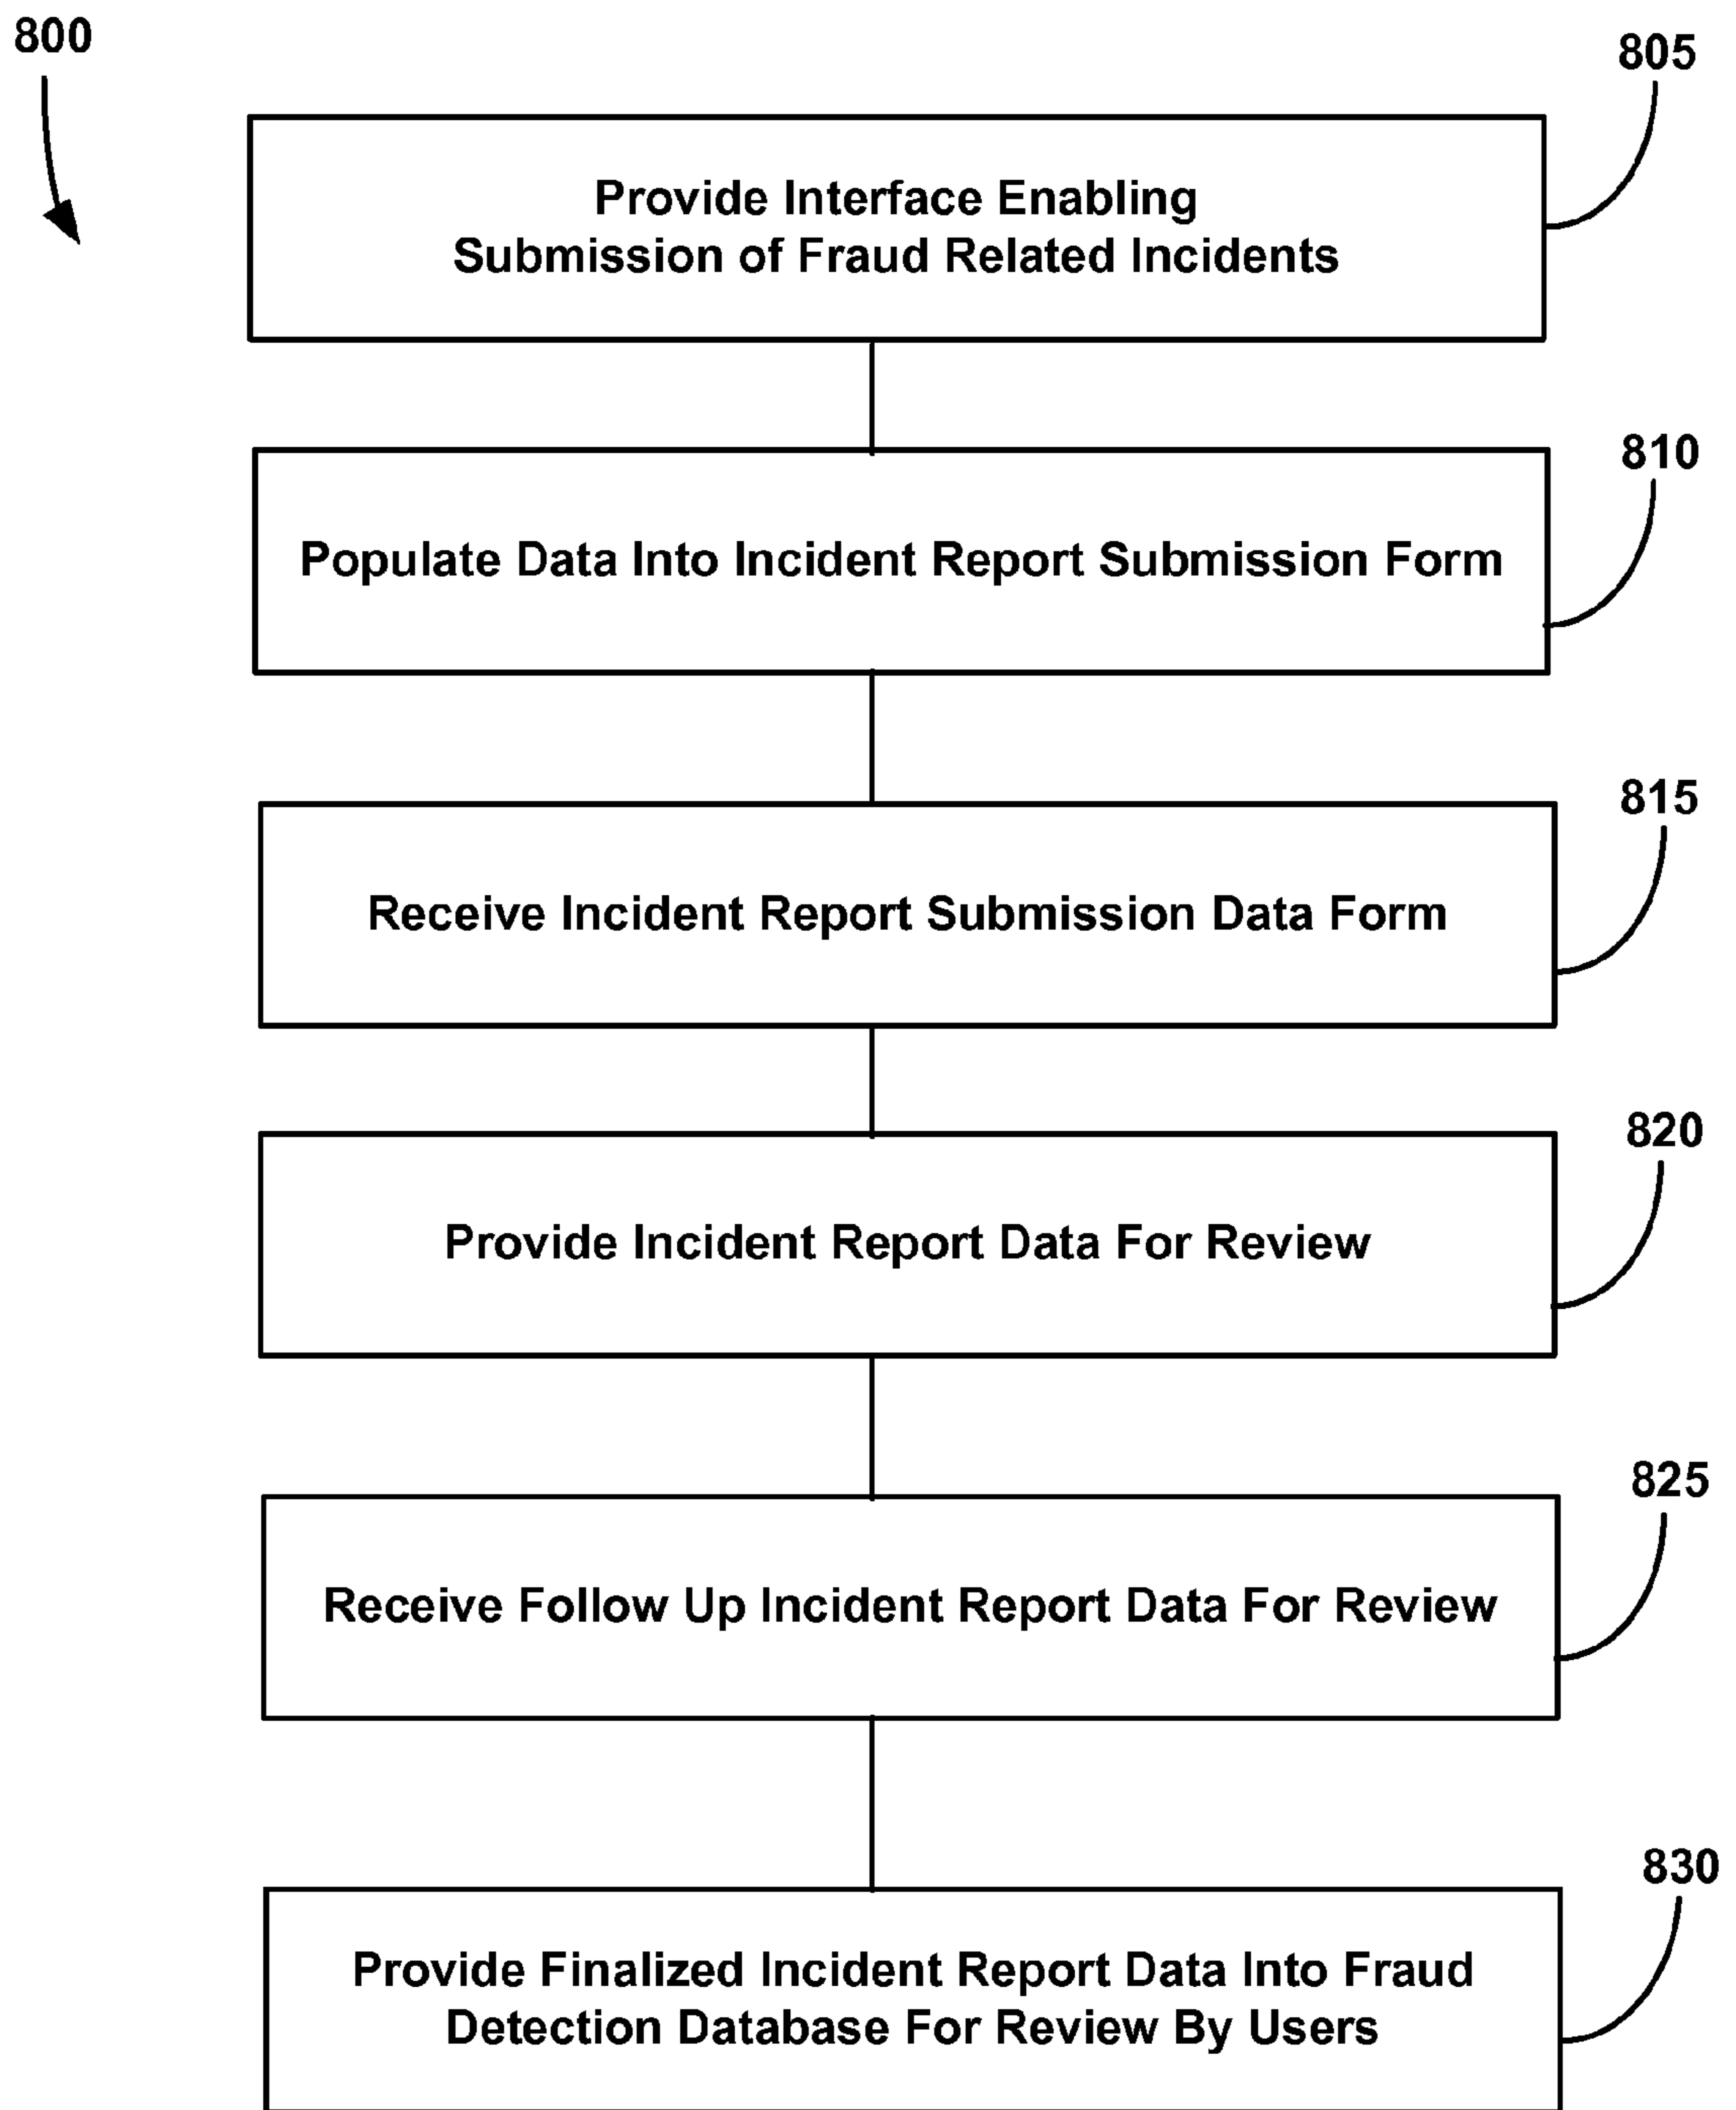 800
805
Provide Interface Enabling
Submission of Fraud Related Incidents
810
Populate Data Into Incident Report Submission Form
815
Receive Incident Report Submission Data Form
820
Provide Incident Report Data For Review
825
Receive Follow Up Incident Report Data For Review
830
Provide Finalized Incident Report Data Into Fraud
Detection Database For Review By Users